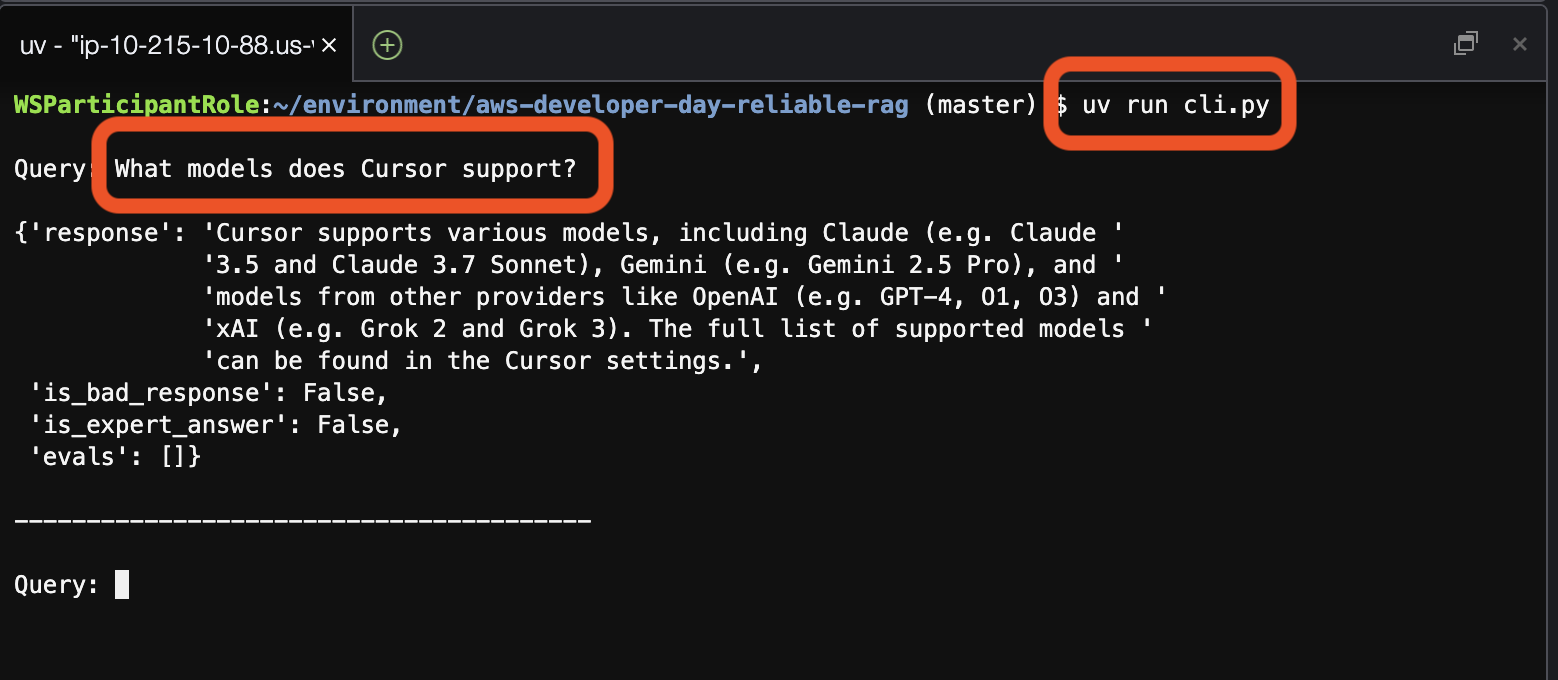 uv - "ip-10-215-10-88.us-
WSParticipantRole:~/environment/aws-developer-day-reliable-rag (master) $ uv run cli.py
Query: What models does Cursor support?
{'response': 'Cursor supports various models, including Claude (e.g. Claude '
'3.5 and Claude 3.7 Sonnet), Gemini (e.g. Gemini 2.5 Pro), and '
'models from other providers like OpenAI (e.g. GPT-4, O1, O3) and '
'xAI (e.g. Grok 2 and Grok 3). The full list of supported models '
'can be found in the Cursor settings.',
'is_bad_response': False,
'is_expert_answer': False,
'evals': []}
----------------------------------------
Query: